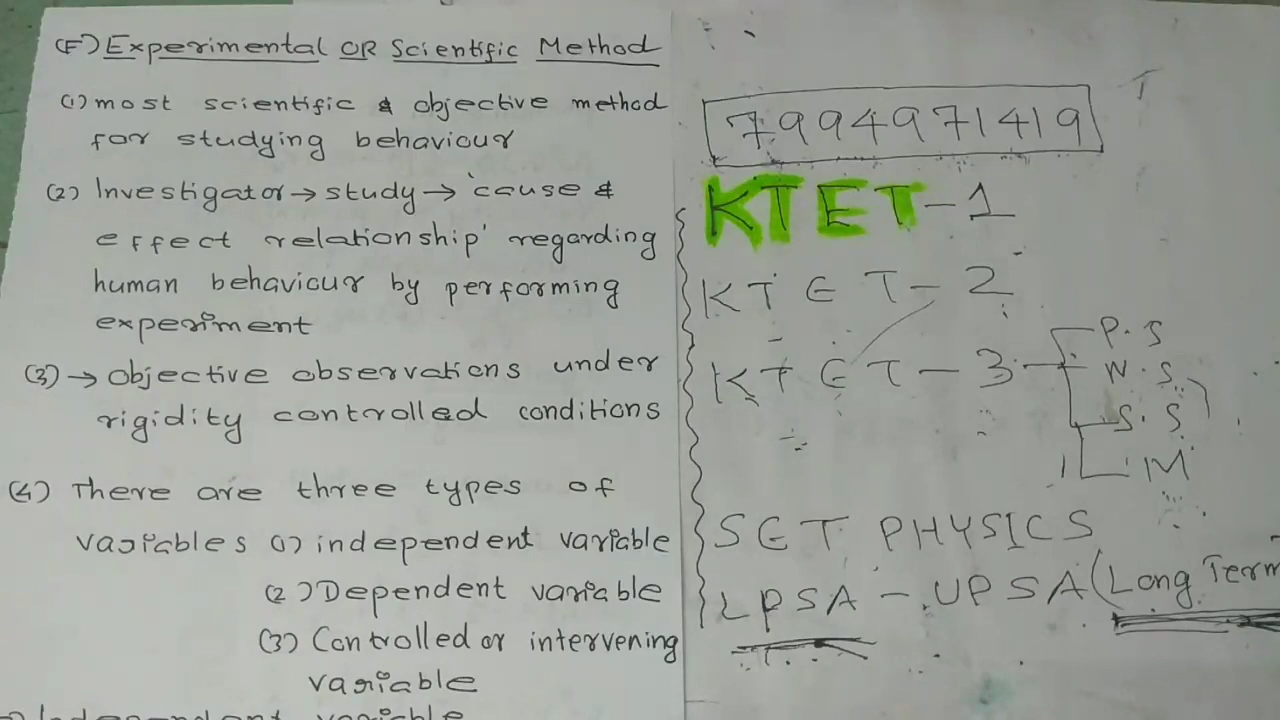 (F) Experimental OR Scientific Method
(1) most scientific & objective method
for studying behaviour
(2) Investigator → study → 'cause &
effect relationship' regarding
human behaviour by performing
experiment
(3) → Objective observations under
rigidity controlled conditions
(4) There are three types of
variables (1) independent variable
(2) Dependent variable
(3) Controlled or intervening
variable
→ Independent variable
7994971419
KTET-1
KTET-2
KTET-3
P.S
N.S
S.S
M
SET PHYSICS
LPSA - UPSA (Long Term